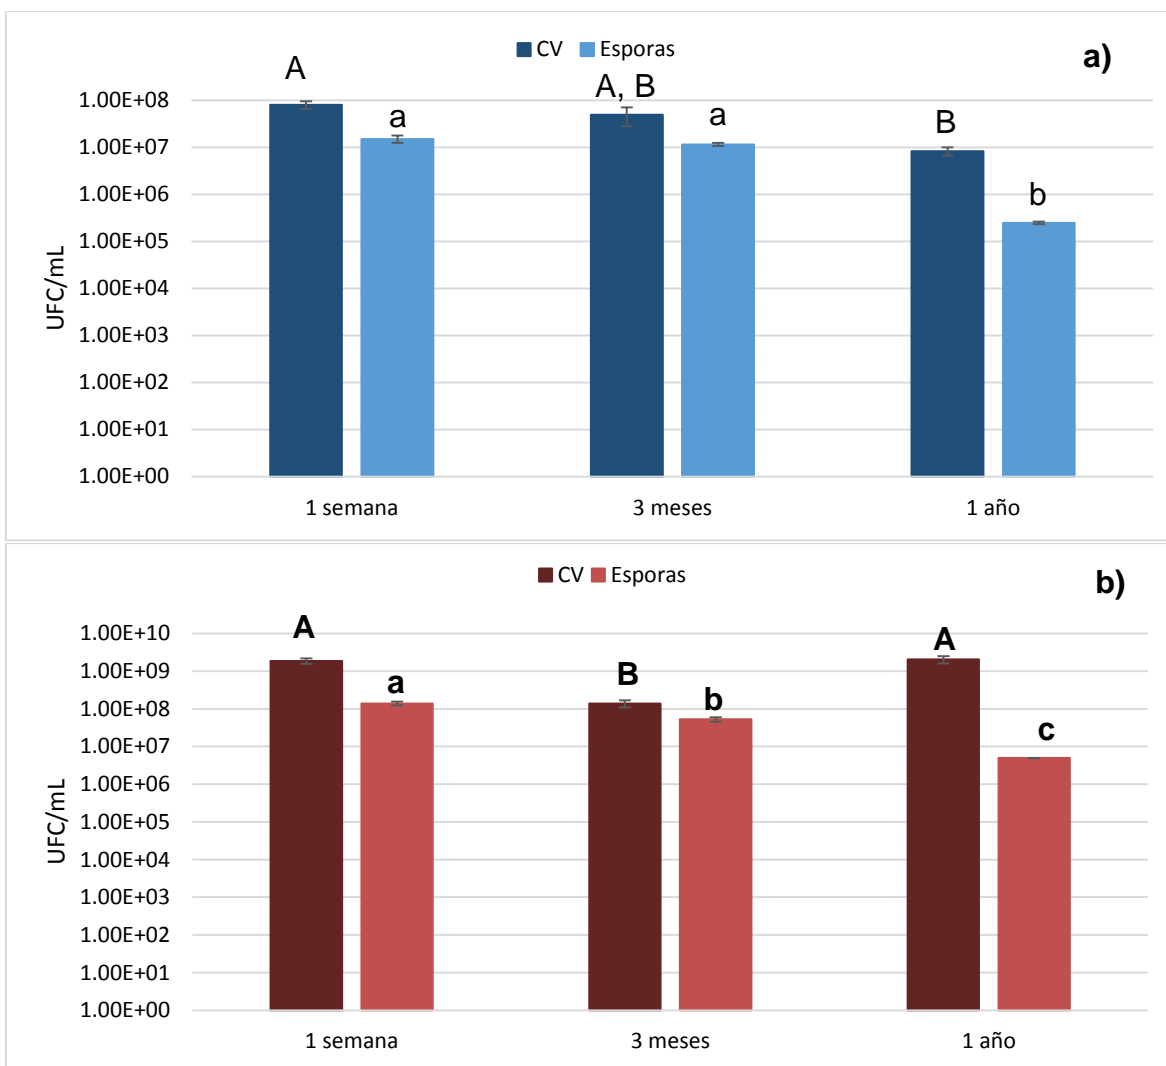 CV Esporas
a)
A
a
A, B
a
B
b
1.00E+08
1.00E+07
1.00E+06
1.00E+05
1.00E+04
1.00E+03
1.00E+02
1.00E+01
1.00E+00
UFC/mL
1 semana 3 meses 1 año
CV Esporas
b)
A
a
B
b
A
c
1.00E+10
1.00E+09
1.00E+08
1.00E+07
1.00E+06
1.00E+05
1.00E+04
1.00E+03
1.00E+02
1.00E+01
1.00E+00
UFC/mL
1 semana 3 meses 1 año